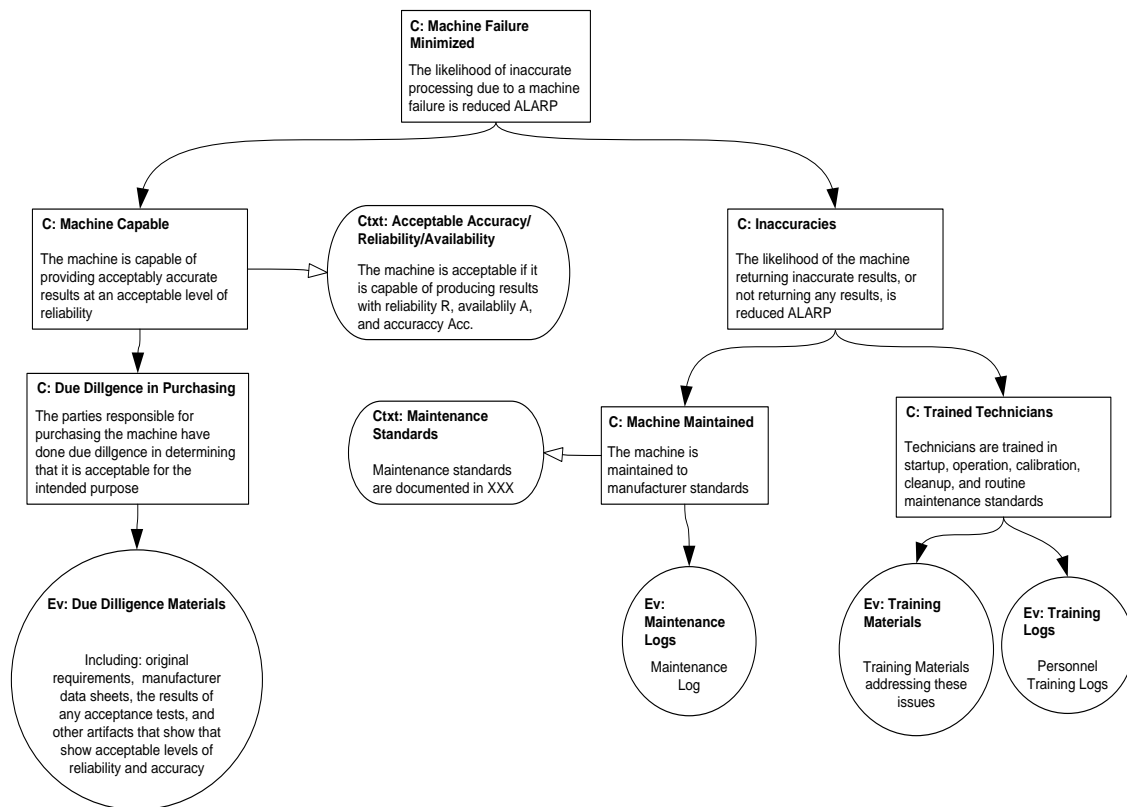 C: Machine Failure
Minimized
The likelihood of inaccurate
processing due to a machine
failure is reduced ALARP
C: Machine Capable
The machine is capable of
providing acceptably accurate
results at an acceptable level of
reliability
Ctxt: Acceptable Accuracy/
Reliability/Availability
The machine is acceptable if it
is capable of producing results
with reliability R, availablily A,
and accuraccy Acc.
C: Inaccuracies
The likelihood of the machine
returning inaccurate results, or
not returning any results, is
reduced ALARP
C: Due Dillgence in Purchasing
The parties responsible for
purchasing the machine have
done due dillgence in determining
that it is acceptable for the
intended purpose
Ctxt: Maintenance
Standards
Maintenance standards
are documented in XXX
C: Machine Maintained
The machine is
maintained to
manufacturer standards
C: Trained Technicians
Technicians are trained in
startup, operation, calibration,
cleanup, and routine
maintenance standards
Ev: Due Dilligence Materials
Including: original
requirements, manufacturer
data sheets, the results of
any acceptance tests, and
other artifacts that show that
show acceptable levels of
reliability and accuracy
Ev:
Maintenance
Logs
Maintenance
Log
Ev: Training
Materials
Training Materials
addressing these
issues
Ev: Training
Logs
Personnel
Training Logs